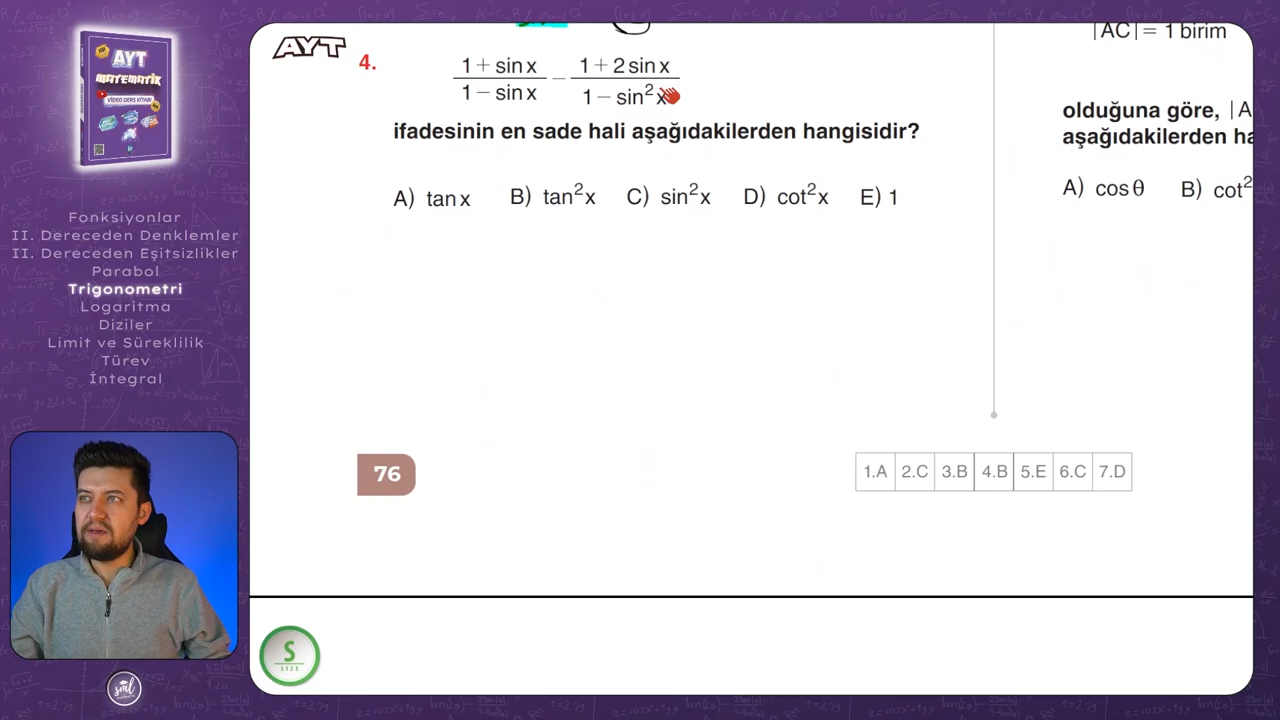 AYT
MATEMATİK
VİDEO DERS KİTABI
Fonksiyonlar
II. Dereceden Denklemler
II. Dereceden Eşitsizlikler
Parabol
Trigonometri
Logaritma
Diziler
Limit ve Süreklilik
Türev
İntegral
sml
AYT
4.
1 + sin x / 1 − sin x − 1 + 2 sin x / 1 − sin²x
ifadesinin en sade hali aşağıdakilerden hangisidir?
A) tan x B) tan²x C) sin²x D) cot²x E) 1
76
1.A 2.C 3.B 4.B 5.E 6.C 7.D
|AC| = 1 birim
olduğuna göre, |A
aşağıdakilerden ha
A) cos θ B) cot²
S
SIZE